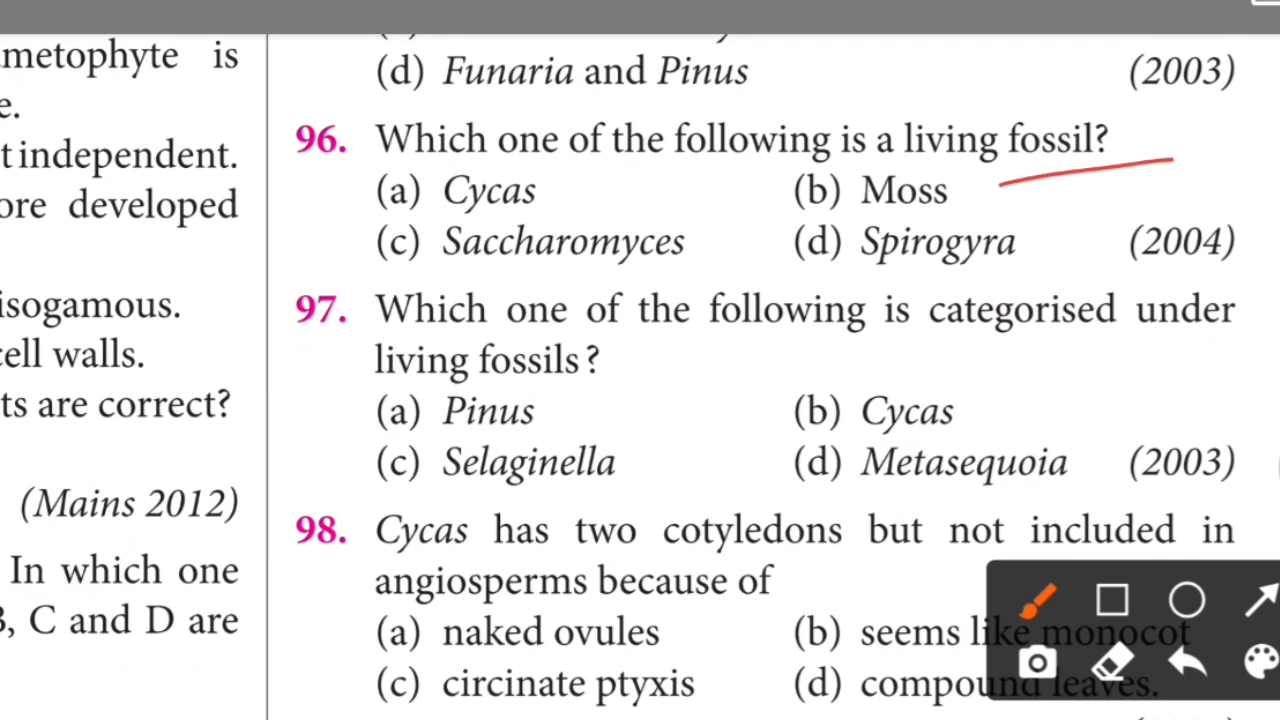 ametophyte is
e.
t independent.
ore developed
isogamous.
cell walls.
ts are correct?
(Mains 2012)
In which one
B, C and D are
(d) Funaria and Pinus (2003)
96. Which one of the following is a living fossil?
(a) Cycas (b) Moss
(c) Saccharomyces (d) Spirogyra (2004)
97. Which one of the following is categorised under
living fossils?
(a) Pinus (b) Cycas
(c) Selaginella (d) Metasequoia (2003)
98. Cycas has two cotyledons but not included in
angiosperms because of
(a) naked ovules (b) seems like monocot
(c) circinate ptyxis (d) compound leaves.